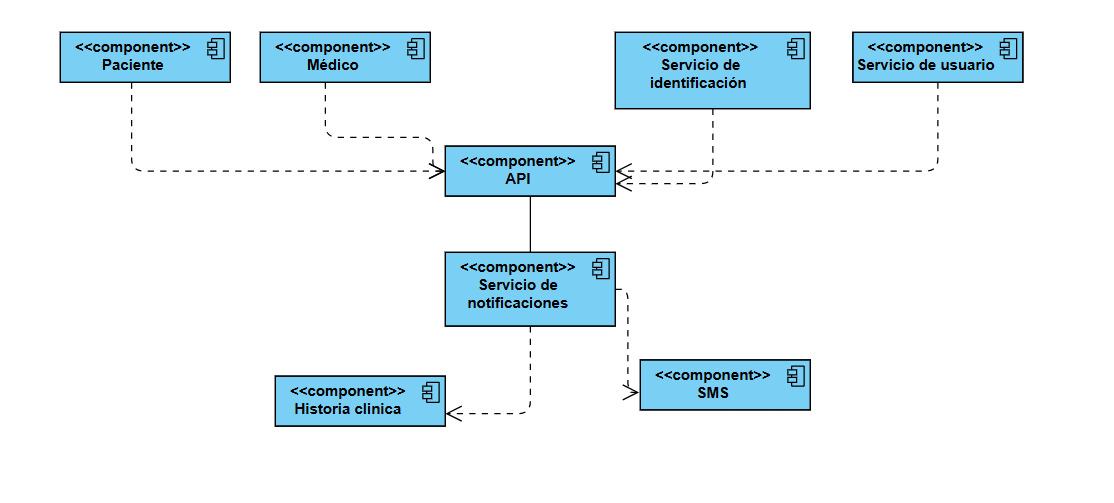 <<component>>
Paciente
<<component>>
Médico
<<component>>
Servicio de
identificación
<<component>>
Servicio de usuario
<<component>>
API
<<component>>
Servicio de
notificaciones
<<component>>
Historia clinica
<<component>>
SMS